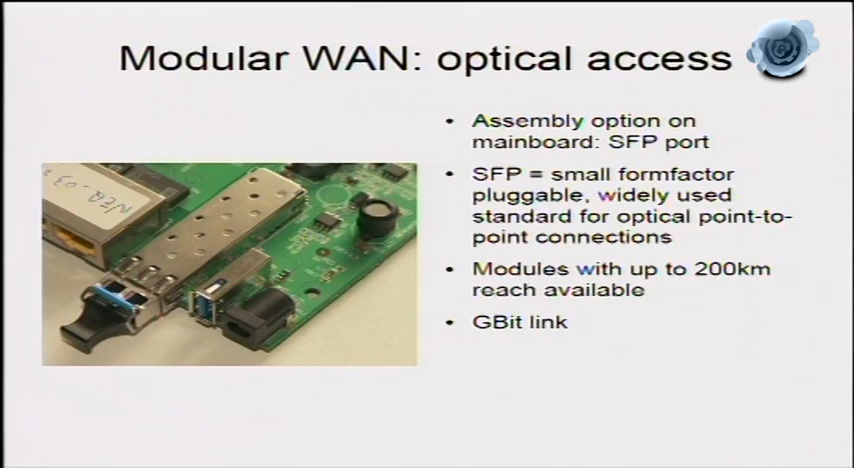 Modular WAN: optical access
• Assembly option on
mainboard: SFP port
• SFP = small formfactor
pluggable, widely used
standard for optical point-to-
point connections
• Modules with up to 200km
reach available
• GBit link